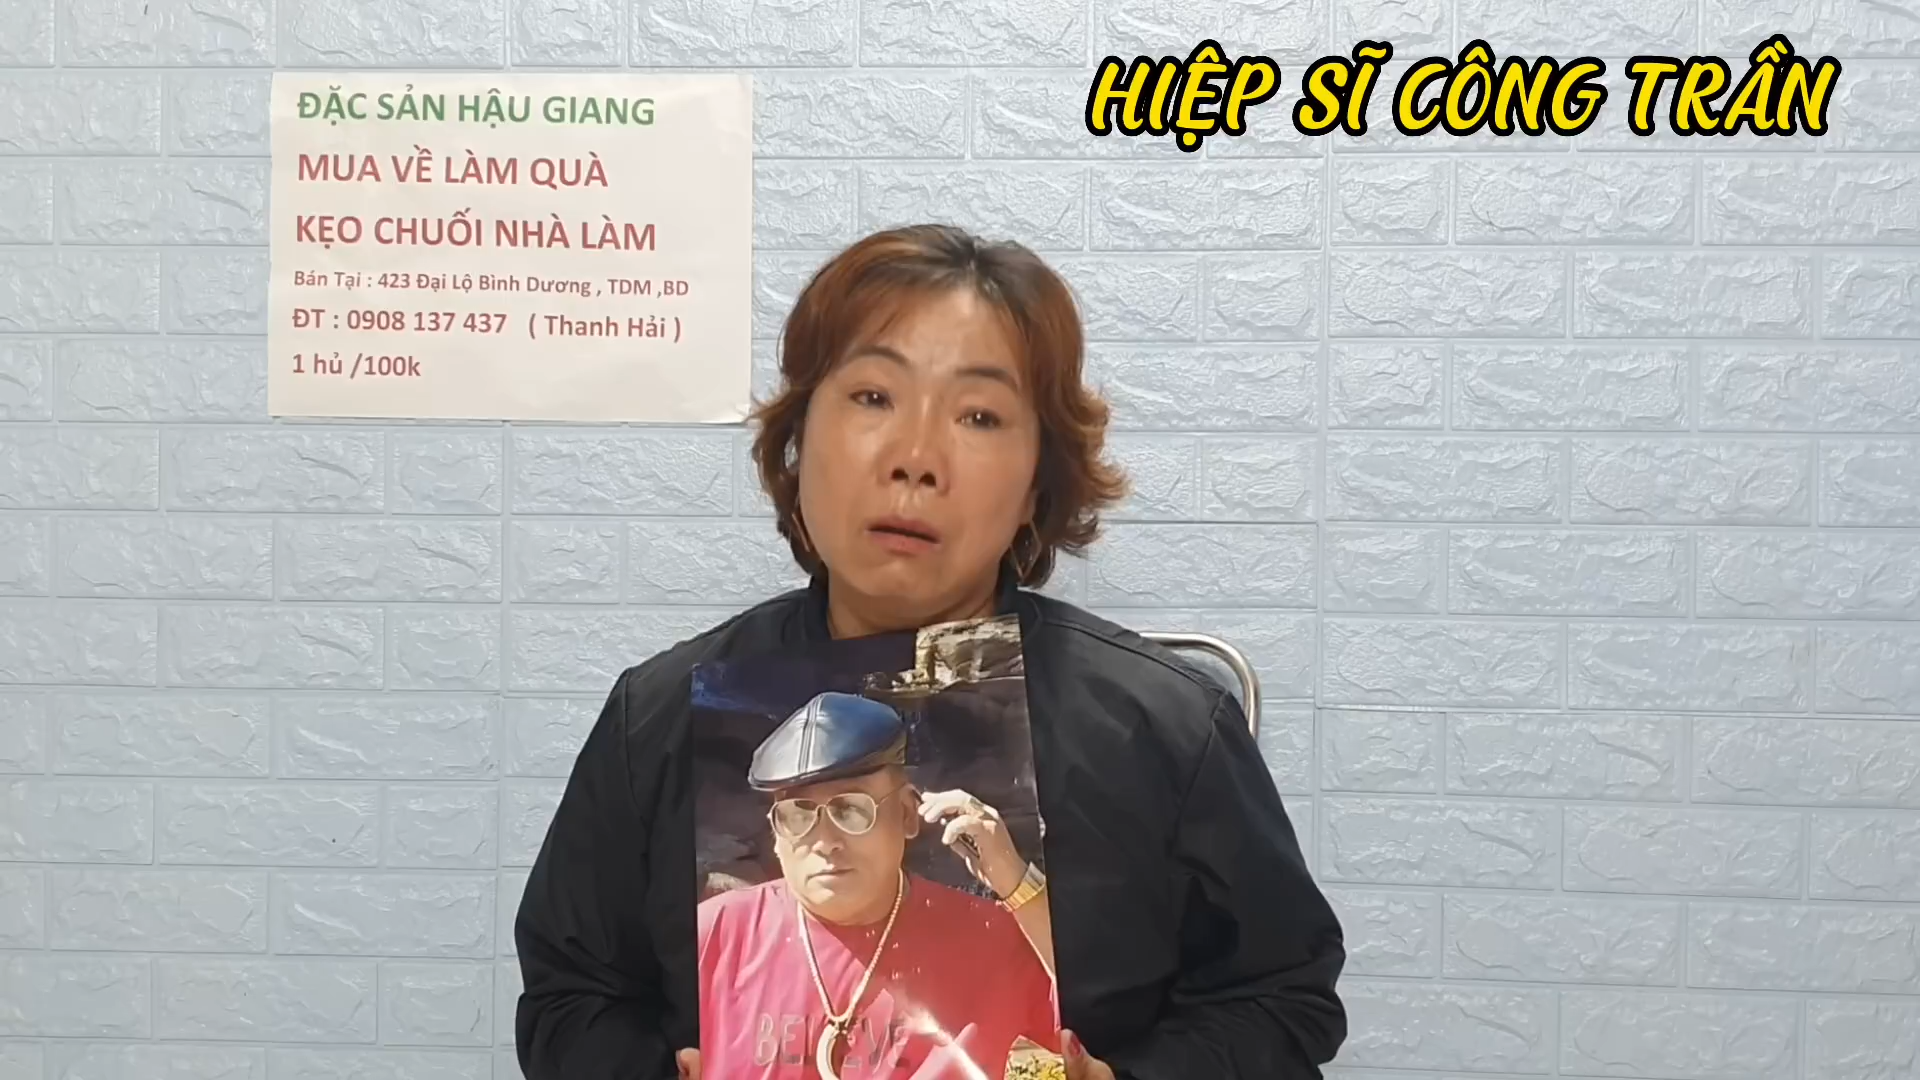 HIỆP SĨ CÔNG TRẦN
ĐẶC SẢN HẬU GIANG
MUA VỀ LÀM QUÀ
KẸO CHUỐI NHÀ LÀM
Bán Tại : 423 Đại Lộ Bình Dương , TDM ,BD
ĐT : 0908 137 437 ( Thanh Hải )
1 hủ /100k
BELIEVE